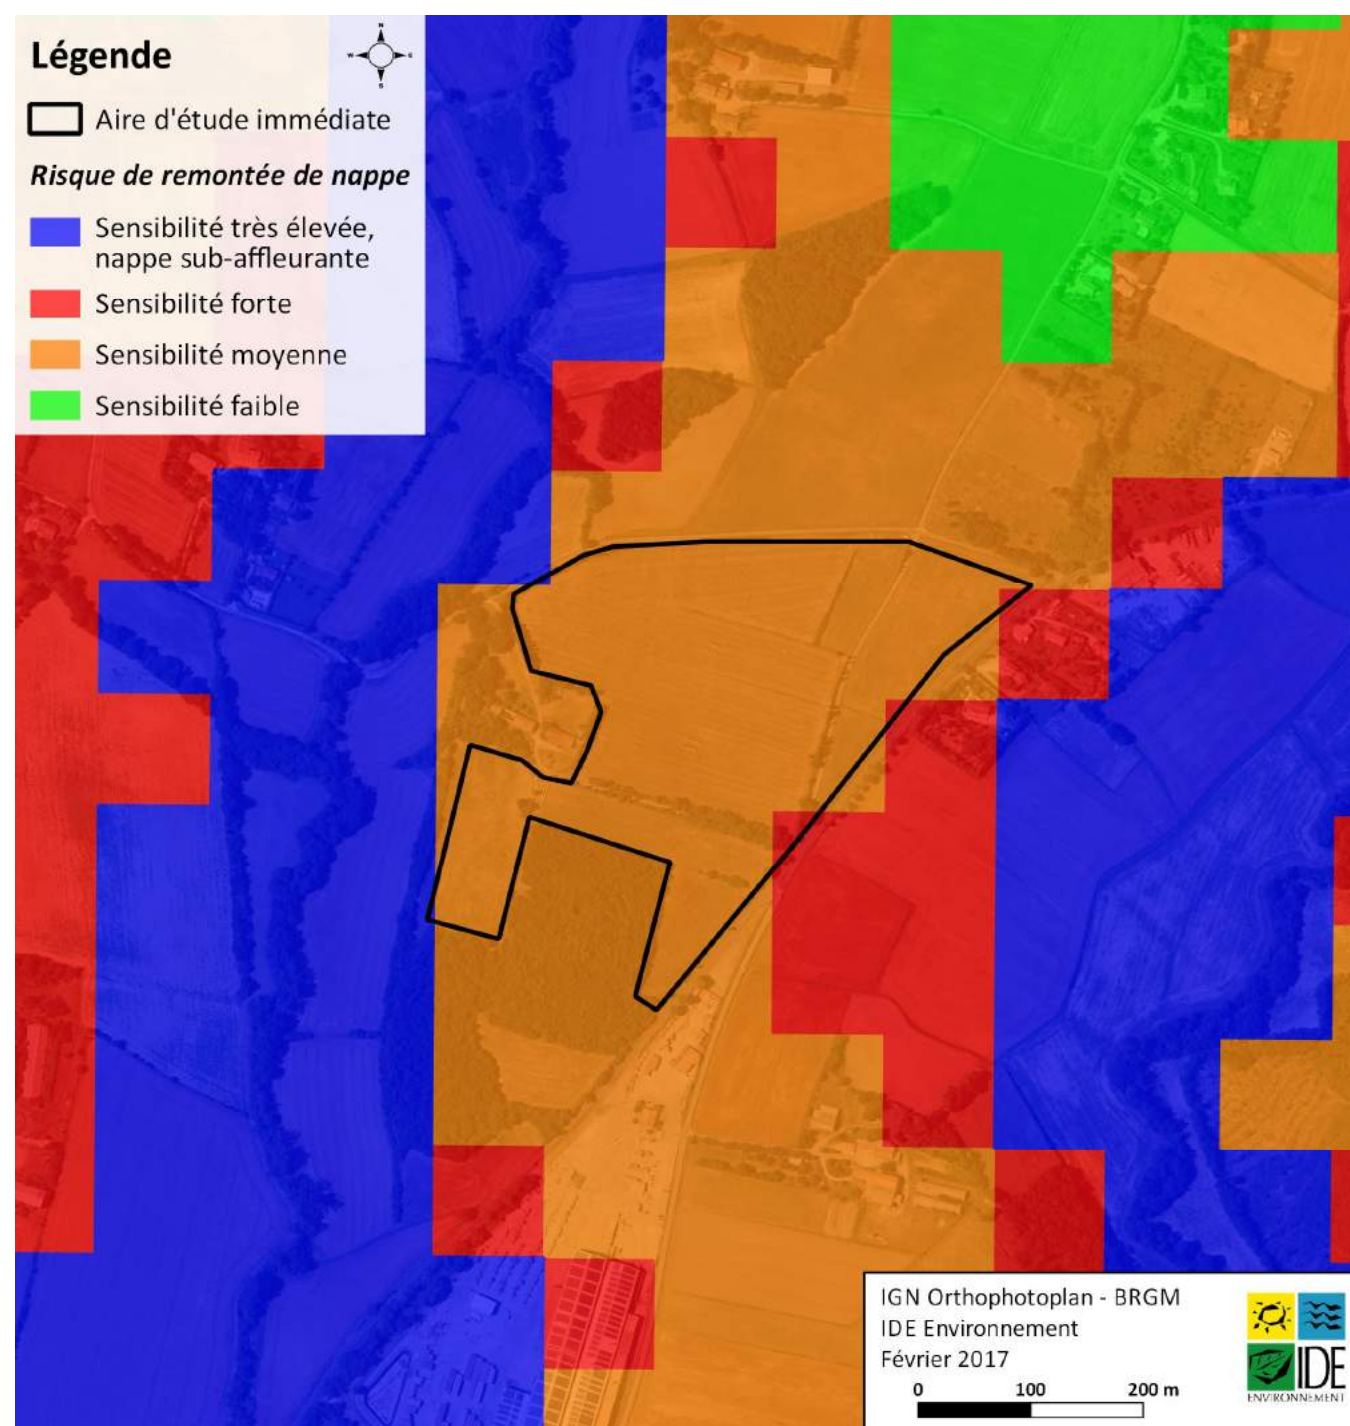 Légende
N
W E
S
Aire d'étude immédiate
Risque de remontée de nappe
Sensibilité très élevée,
nappe sub-affleurante
Sensibilité forte
Sensibilité moyenne
Sensibilité faible
IGN Orthophotoplan - BRGM
IDE Environnement
Février 2017
0 100 200 m
IDE
ENVIRONNEMENT